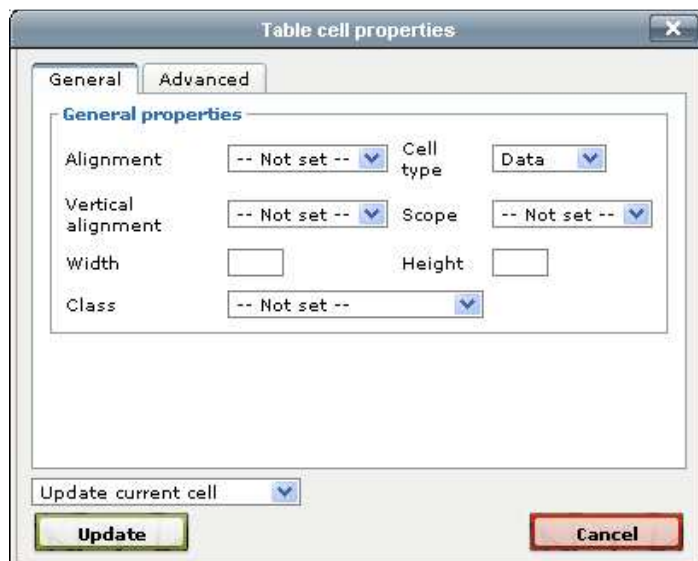 Table cell properties
General Advanced
General properties
Alignment -- Not set -- Cell type Data
Vertical alignment -- Not set -- Scope -- Not set --
Width Height
Class -- Not set --
Update current cell
Update Cancel